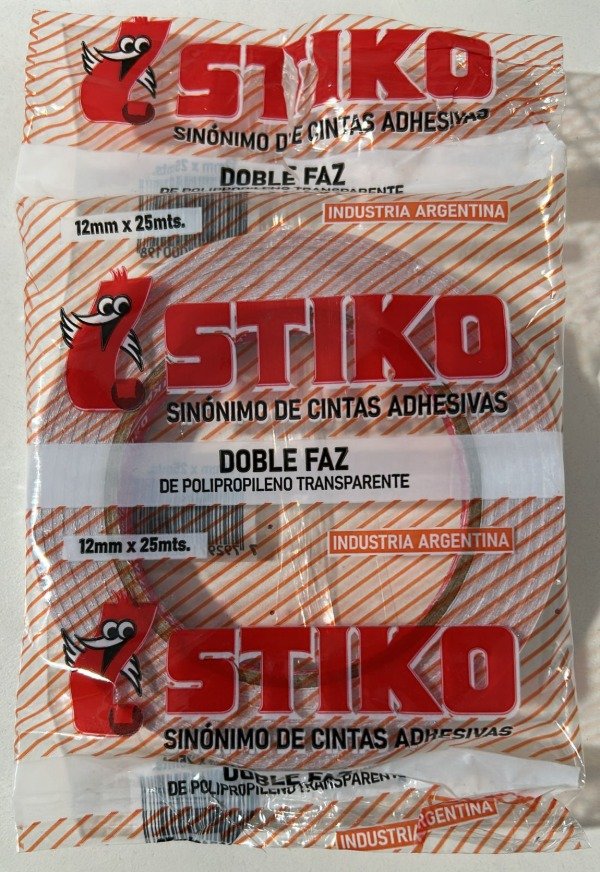 STIKO
SINÓNIMO DE CINTAS ADHESIVAS
DOBLE FAZ
DE POLIPROPILENO TRANSPARENTE
12mm x 25mts.
INDUSTRIA ARGENTINA
STIKO
SINÓNIMO DE CINTAS ADHESIVAS
DOBLE FAZ
DE POLIPROPILENO TRANSPARENTE
12mm x 25mts.
INDUSTRIA ARGENTINA
STIKO
SINÓNIMO DE CINTAS ADHESIVAS
DOBLE FAZ
DE POLIPROPILENO TRANSPARENTE
INDUSTRIA ARGENTINA